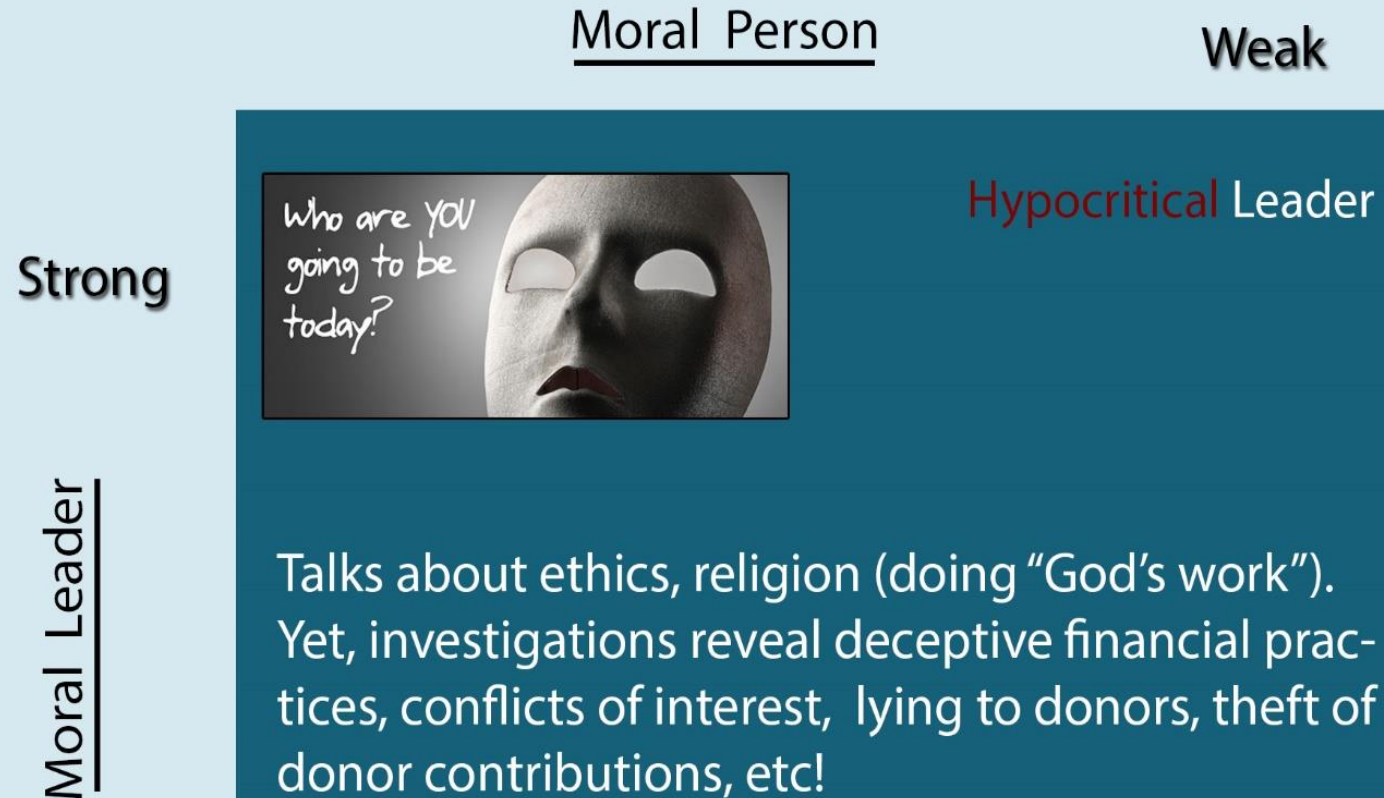 Moral Person
Weak
Hypocritical Leader
who are YOU
going to be
today?
Strong
Moral Leader
Talks about ethics, religion (doing “God’s work”).
Yet, investigations reveal deceptive financial prac-
tices, conflicts of interest, lying to donors, theft of
donor contributions, etc!